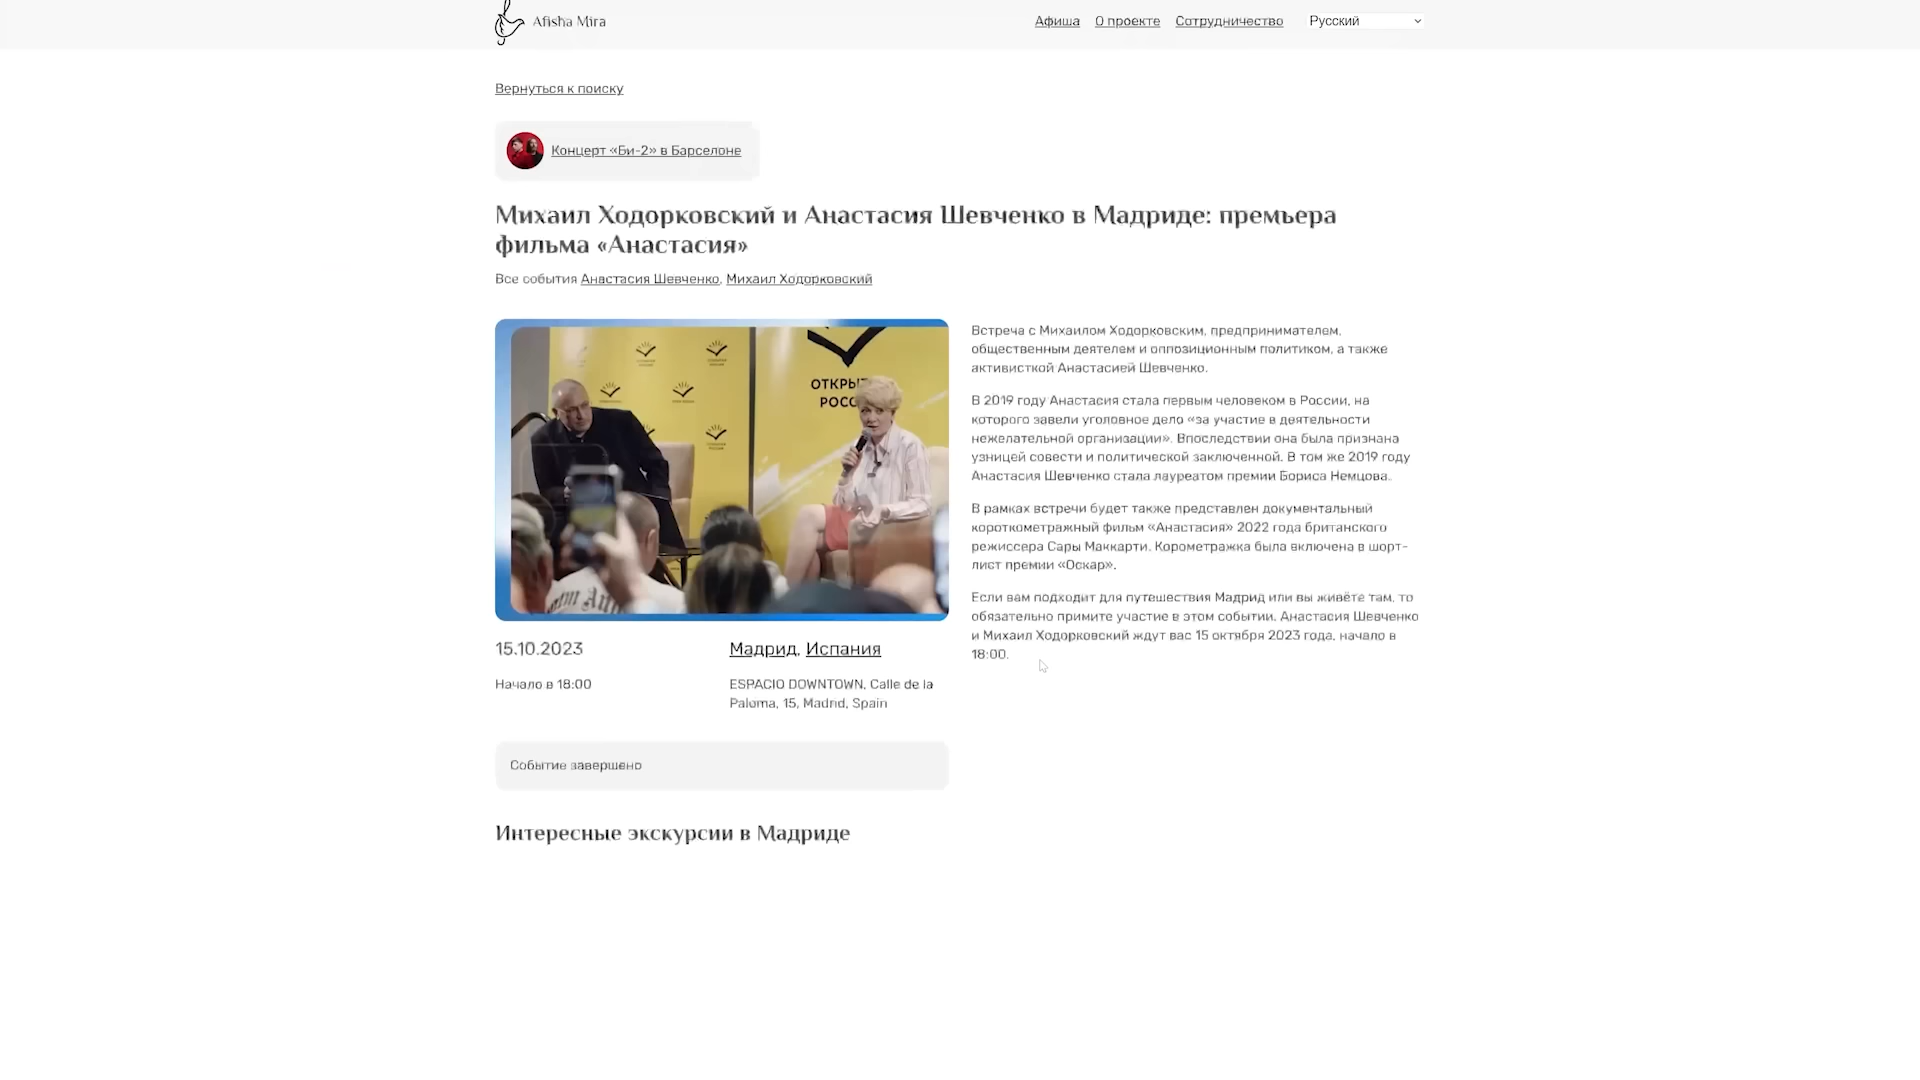 Afisha Mira
Афиша О проекте Сотрудничество Русский
Вернуться к поиску
Концерт «Би-2» в Барселоне
Михаил Ходорковский и Анастасия Шевченко в Мадриде: премьера
фильма «Анастасия»
Все события Анастасия Шевченко, Михаил Ходорковский
ОТКРЫ
РОСС
15.10.2023
Начало в 18:00
Мадрид, Испания
ESPACIO DOWNTOWN, Calle de la
Paloma, 15, Madrid, Spain
Событие завершено
Встреча с Михаилом Ходорковским, предпринимателем,
общественным деятелем и оппозиционным политиком, а также
активисткой Анастасией Шевченко.
В 2019 году Анастасия стала первым человеком в России, на
которого завели уголовное дело «за участие в деятельности
нежелательной организации». Впоследствии она была признана
узницей совести и политической заключенной. В том же 2019 году
Анастасия Шевченко стала лауреатом премии Бориса Немцова.
В рамках встречи будет также представлен документальный
короткометражный фильм «Анастасия» 2022 года британского
режиссера Сары Маккарти. Корометражка была включена в шорт-
лист премии «Оскар».
Если вам подходит для путешествия Мадрид или вы живёте там, то
обязательно примите участие в этом событии. Анастасия Шевченко
и Михаил Ходорковский ждут вас 15 октября 2023 года, начало в
18:00.
Интересные экскурсии в Мадриде